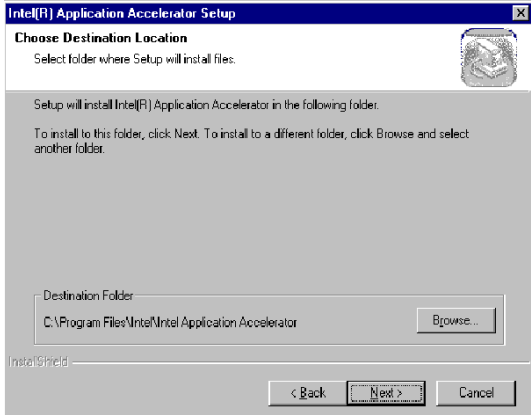 Intel(R) Application Accelerator Setup
Choose Destination Location
Select folder where Setup will install files.
Setup will install Intel(R) Application Accelerator in the following folder.
To install to this folder, click Next. To install to a different folder, click Browse and select
another folder.
Destination Folder
C:\Program Files\Intel\Intel Application Accelerator
Browse...
InstallShield
< Back
Next >
Cancel